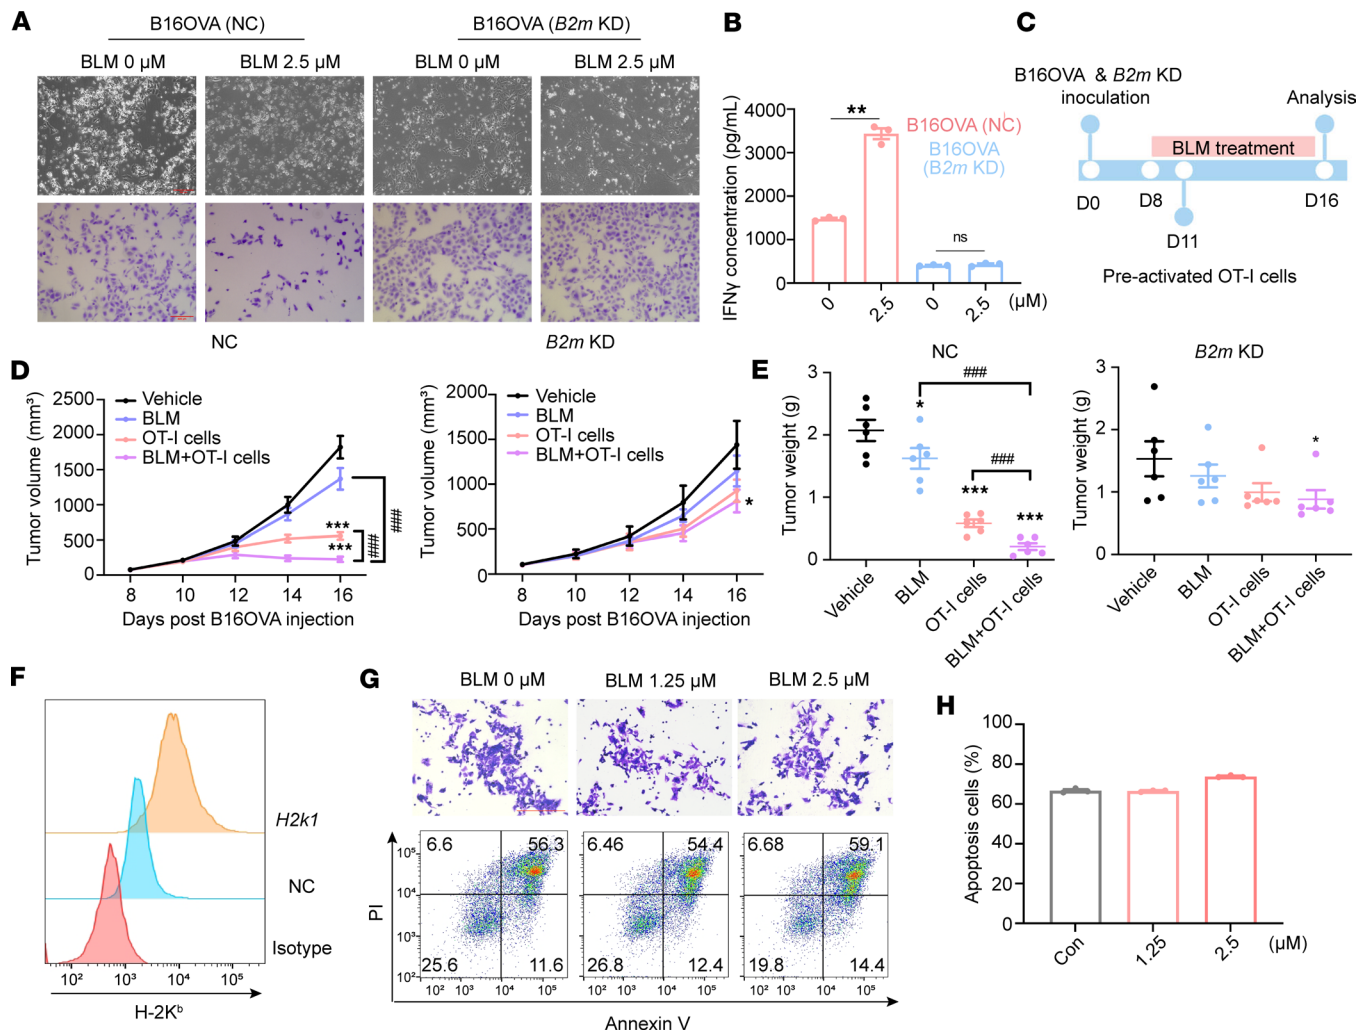 A
B16OVA (NC)
B16OVA (B2m KD)
BLM 0 µM
BLM 2.5 µM
BLM 0 µM
BLM 2.5 µM
B
IFNγ concentration (pg/mL)
4000
3000
2000
1000
0
**
ns
B16OVA (NC)
B16OVA
(B2m KD)
0
2.5
0
2.5
(µM)
C
B16OVA & B2m KD
inoculation
Analysis
BLM treatment
D0
D8
D11
D16
Pre-activated OT-I cells
D
NC
Tumor volume (mm³)
2500
2000
1500
1000
500
0
Vehicle
BLM
OT-I cells
BLM+OT-I cells
***
***
###
###
8
10
12
14
16
Days post B16OVA injection
B2m KD
Tumor volume (mm³)
2000
1500
1000
500
0
Vehicle
BLM
OT-I cells
BLM+OT-I cells
*
8
10
12
14
16
Days post B16OVA injection
E
NC
Tumor weight (g)
3
2
1
0
###
*
###
***
***
Vehicle
BLM
OT-I cells
BLM+OT-I cells
B2m KD
Tumor weight (g)
3
2
1
0
*
Vehicle
BLM
OT-I cells
BLM+OT-I cells
F
H2k1
NC
Isotype
10² 10³ 10⁴ 10⁵
H-2Kᵇ
G
BLM 0 µM
BLM 1.25 µM
BLM 2.5 µM
PI
10⁵
10⁴
10³
10²
6.6
56.3
25.6
11.6
6.46
54.4
26.8
12.4
6.68
59.1
19.8
14.4
10² 10³ 10⁴ 10⁵
10² 10³ 10⁴ 10⁵
10² 10³ 10⁴ 10⁵
Annexin V
H
Apoptosis cells (%)
100
80
60
40
20
0
Con
1.25
2.5
(µM)